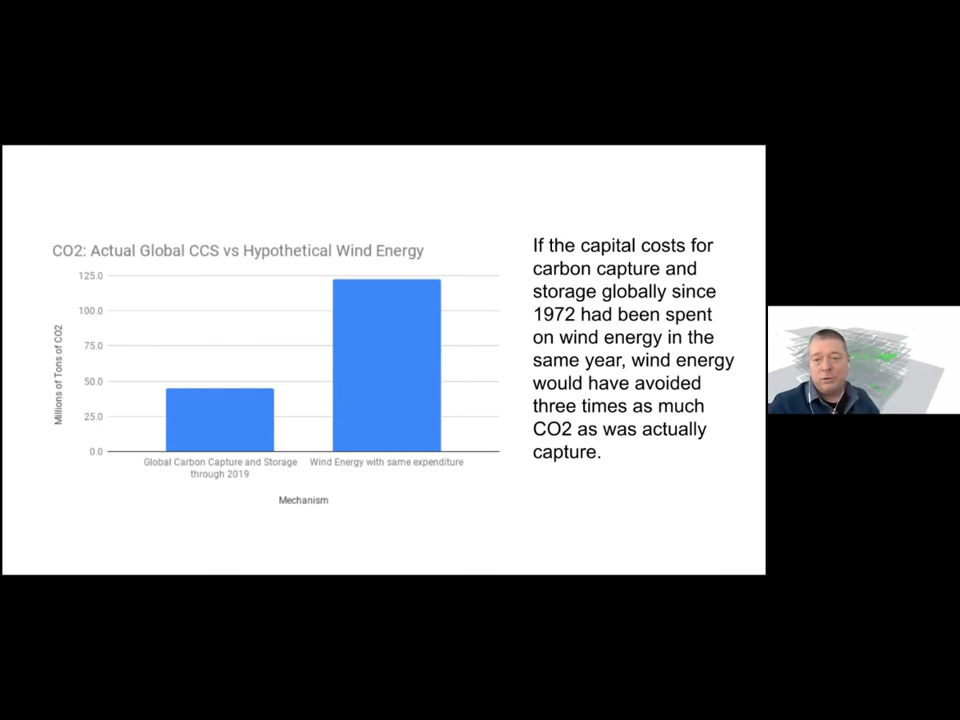 CO2: Actual Global CCS vs Hypothetical Wind Energy
125.0
100.0
75.0
50.0
25.0
0.0
Millions of Tons of CO2
Global Carbon Capture and Storage
through 2019
Wind Energy with same expenditure
Mechanism
If the capital costs for
carbon capture and
storage globally since
1972 had been spent
on wind energy in the
same year, wind energy
would have avoided
three times as much
CO2 as was actually
capture.